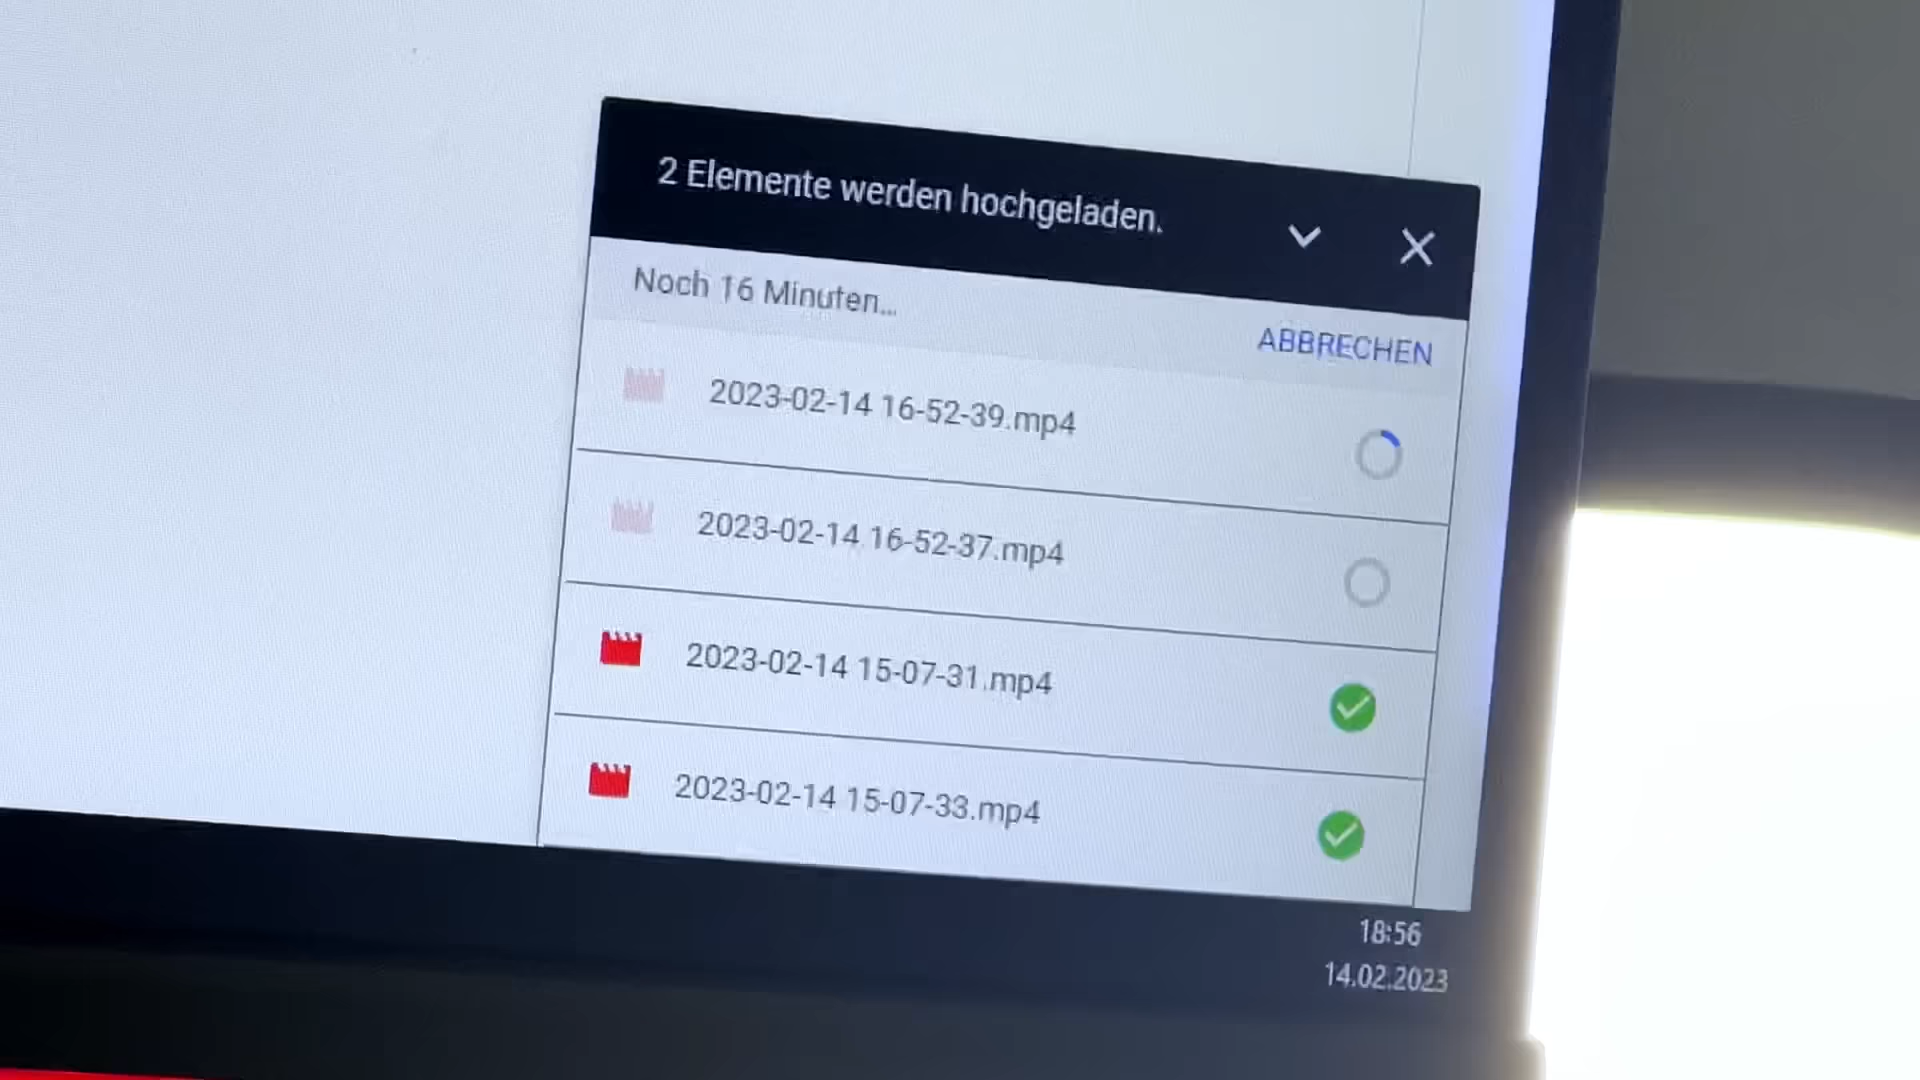 2 Elemente werden hochgeladen.
Noch 16 Minuten...
ABBRECHEN
2023-02-14 16-52-39.mp4
2023-02-14 16-52-37.mp4
2023-02-14 15-07-31.mp4
2023-02-14 15-07-33.mp4
18:56
14.02.2023